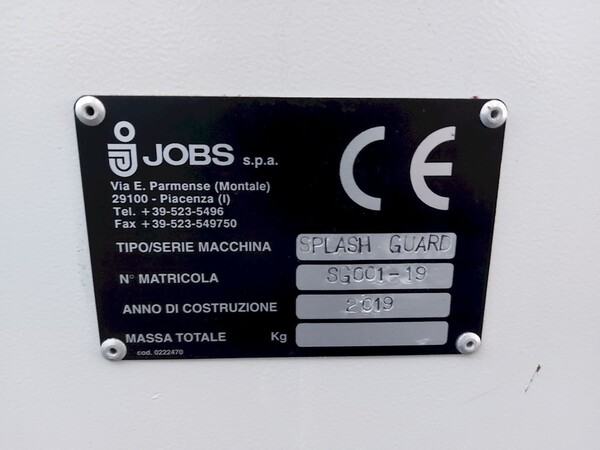 JOBS s.p.a.
CE
Via E. Parmense (Montale)
29100 - Piacenza (I)
Tel. +39-523-5496
Fax +39-523-549750
TIPO/SERIE MACCHINA SPLASH GUARD
N° MATRICOLA SG001-19
ANNO DI COSTRUZIONE 2019
MASSA TOTALE Kg
cod. 0222470